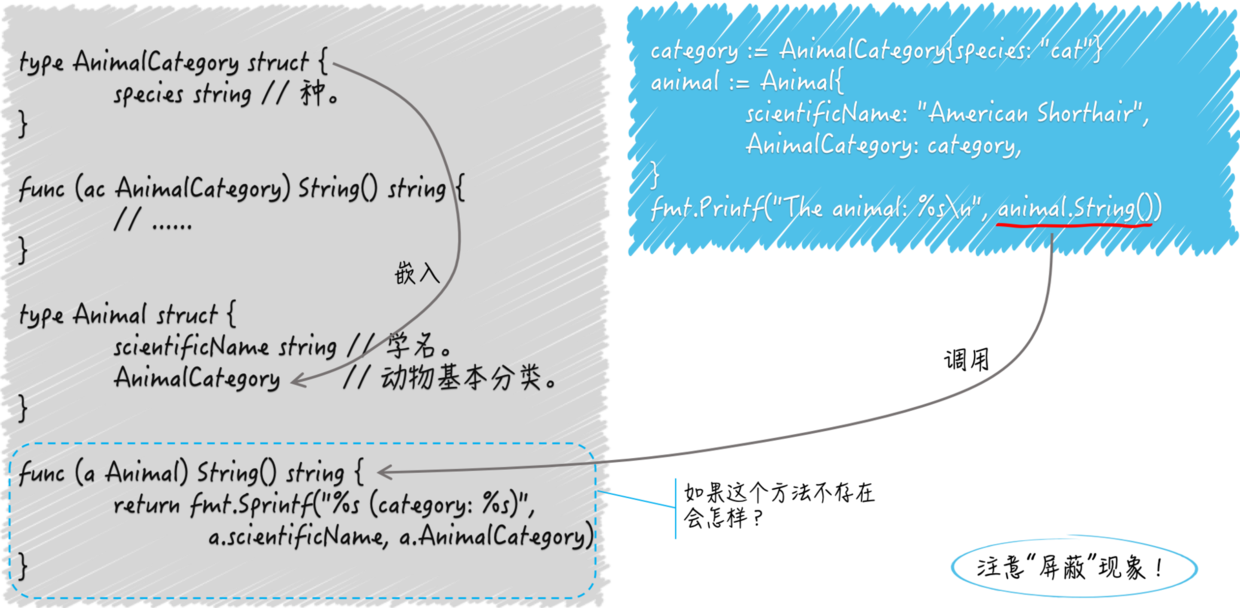 type AnimalCategory struct {
species string // 种。
}
func (ac AnimalCategory) String() string {
// ......
}
嵌入
type Animal struct {
scientificName string // 学名。
AnimalCategory // 动物基本分类。
}
func (a Animal) String() string {
return fmt.Sprintf("%s (category: %s)",
a.scientificName, a.AnimalCategory)
}
category := AnimalCategory{species: "cat"}
animal := Animal{
scientificName: "American Shorthair",
AnimalCategory: category,
}
fmt.Printf("The animal: %s\n", animal.String())
调用
如果这个方法不存在
会怎样？
注意“屏蔽”现象！